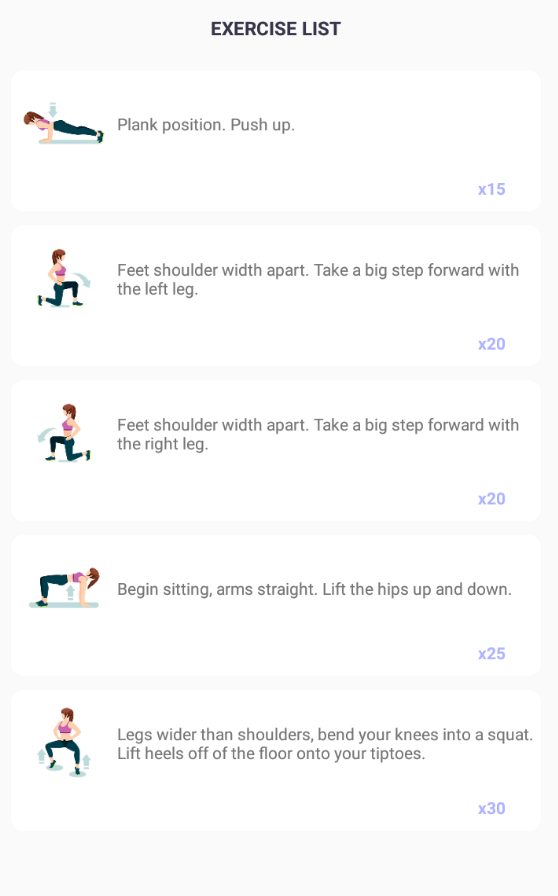 EXERCISE LIST
Plank position. Push up.
x15
Feet shoulder width apart. Take a big step forward with
the left leg.
x20
Feet shoulder width apart. Take a big step forward with
the right leg.
x20
Begin sitting, arms straight. Lift the hips up and down.
x25
Legs wider than shoulders, bend your knees into a squat.
Lift heels off of the floor onto your tiptoes.
x30